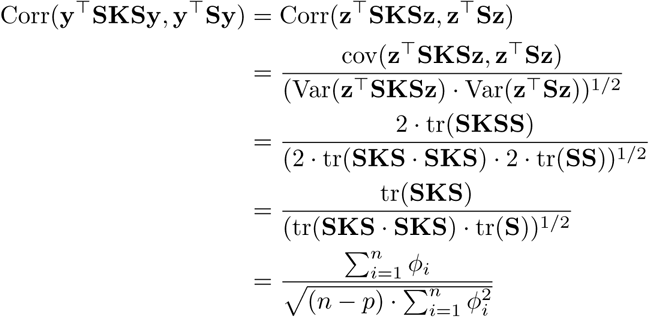 Corr(y⊤SKSy, y⊤Sy) = Corr(z⊤SKSz, z⊤Sz)
= cov(z⊤SKSz, z⊤Sz) / (Var(z⊤SKSz) · Var(z⊤Sz))^{1/2}
= 2 · tr(SKSS) / (2 · tr(SKS · SKS) · 2 · tr(SS))^{1/2}
= tr(SKS) / (tr(SKS · SKS) · tr(S))^{1/2}
= ∑_{i=1}^{n} ϕ_i / √((n − p) · ∑_{i=1}^{n} ϕ_i^2)